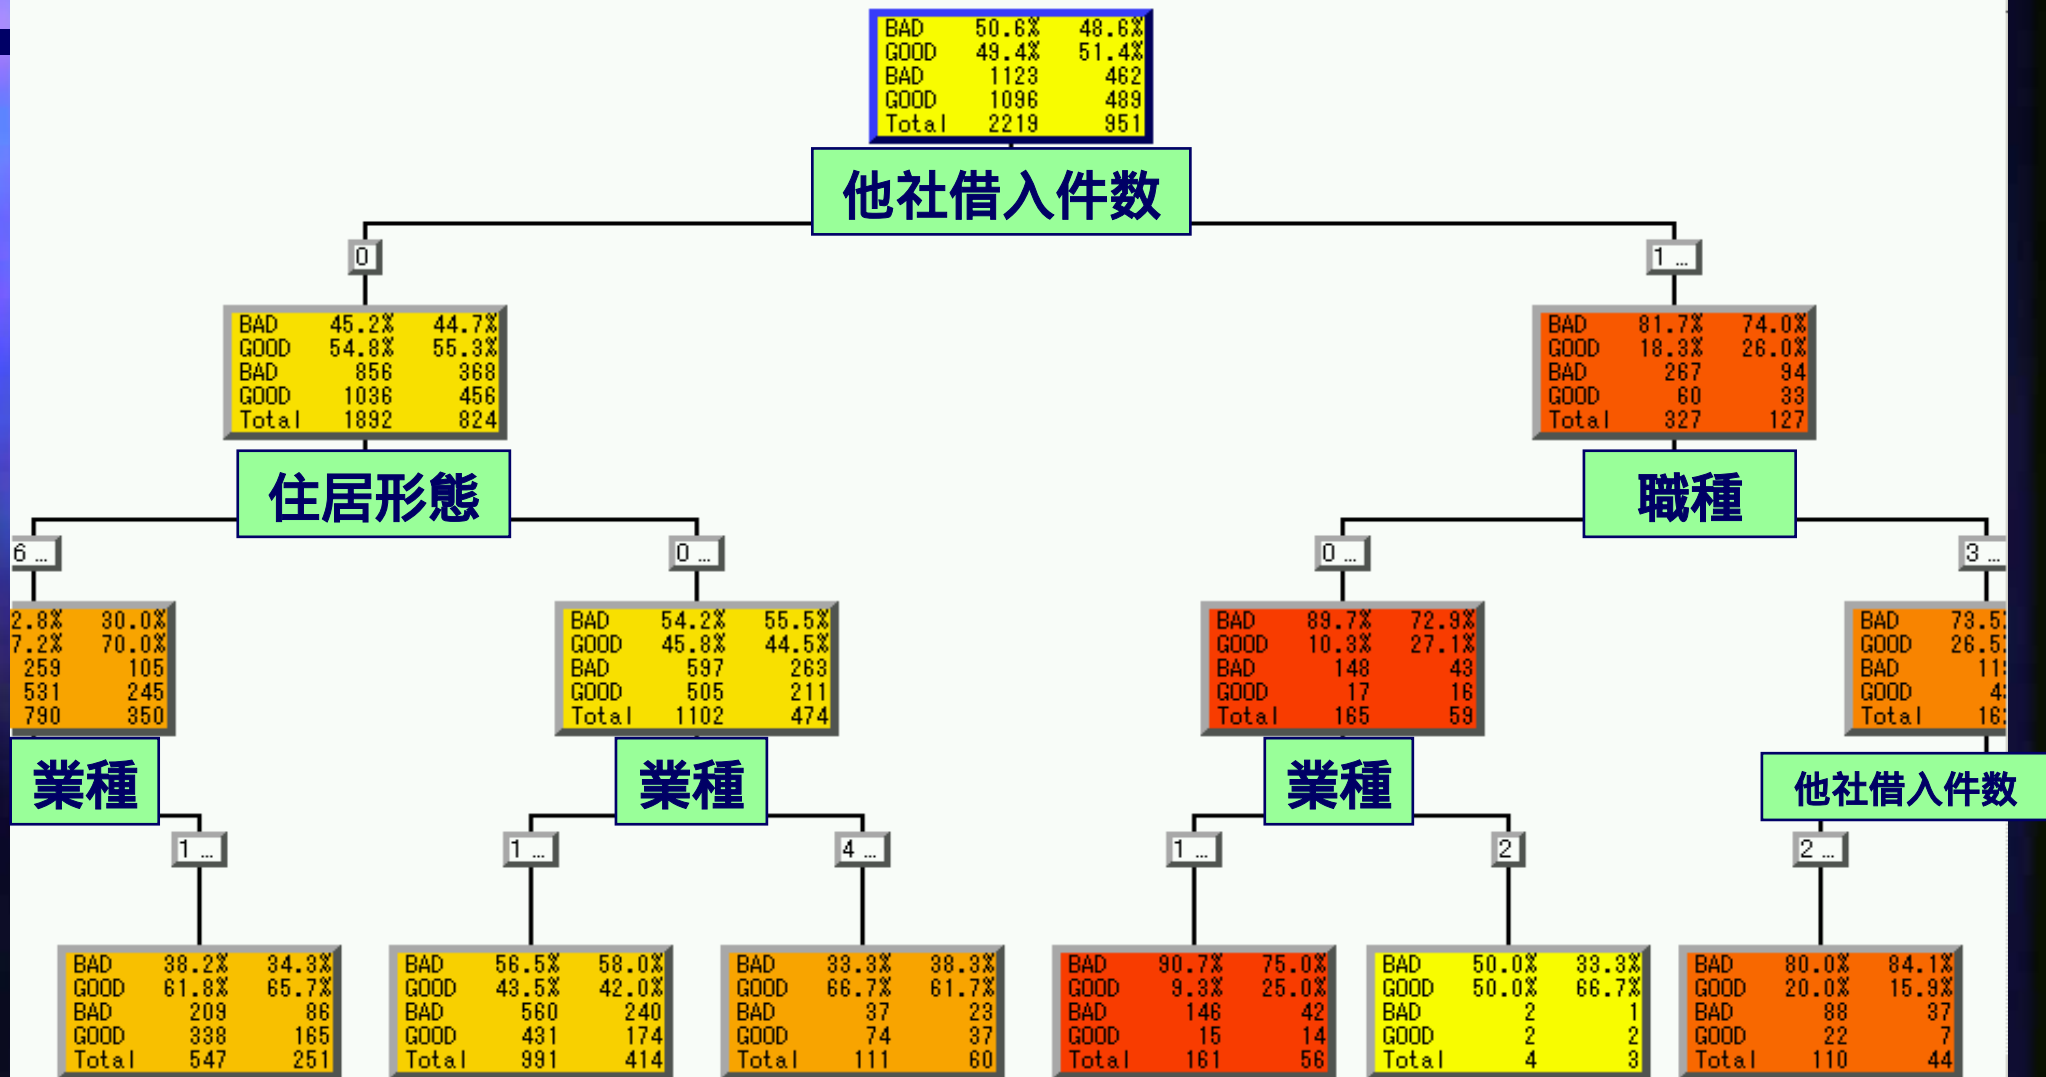 BAD 50.6% 48.6%
GOOD 49.4% 51.4%
BAD 1123 462
GOOD 1096 489
Total 2219 951
他社借入件数
0
1 ...
BAD 45.2% 44.7%
GOOD 54.8% 55.3%
BAD 856 368
GOOD 1036 456
Total 1892 824
BAD 81.7% 74.0%
GOOD 18.3% 26.0%
BAD 267 94
GOOD 60 33
Total 327 127
住居形態
職種
6 ...
0 ...
0 ...
3 ...
2.8% 30.0%
7.2% 70.0%
259 105
531 245
790 350
BAD 54.2% 55.5%
GOOD 45.8% 44.5%
BAD 597 263
GOOD 505 211
Total 1102 474
BAD 89.7% 72.9%
GOOD 10.3% 27.1%
BAD 148 43
GOOD 17 16
Total 165 59
BAD 73.5
GOOD 26.5
BAD 11
GOOD 4
Total 16
業種
業種
業種
他社借入件数
1 ...
1 ...
4 ...
1 ...
2
2 ...
BAD 38.2% 34.3%
GOOD 61.8% 65.7%
BAD 209 86
GOOD 338 165
Total 547 251
BAD 56.5% 58.0%
GOOD 43.5% 42.0%
BAD 560 240
GOOD 431 174
Total 991 414
BAD 33.3% 38.3%
GOOD 66.7% 61.7%
BAD 37 23
GOOD 74 37
Total 111 60
BAD 90.7% 75.0%
GOOD 9.3% 25.0%
BAD 146 42
GOOD 15 14
Total 161 56
BAD 50.0% 33.3%
GOOD 50.0% 66.7%
BAD 2 1
GOOD 2 2
Total 4 3
BAD 80.0% 84.1%
GOOD 20.0% 15.9%
BAD 88 37
GOOD 22 7
Total 110 44